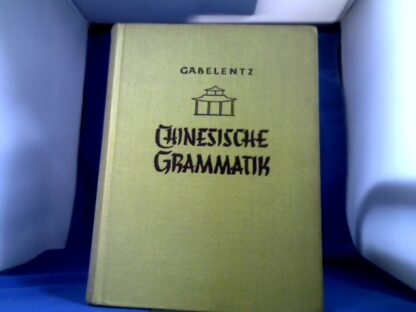 GABELENTZ
CHINESISCHE
GRAMMATIK